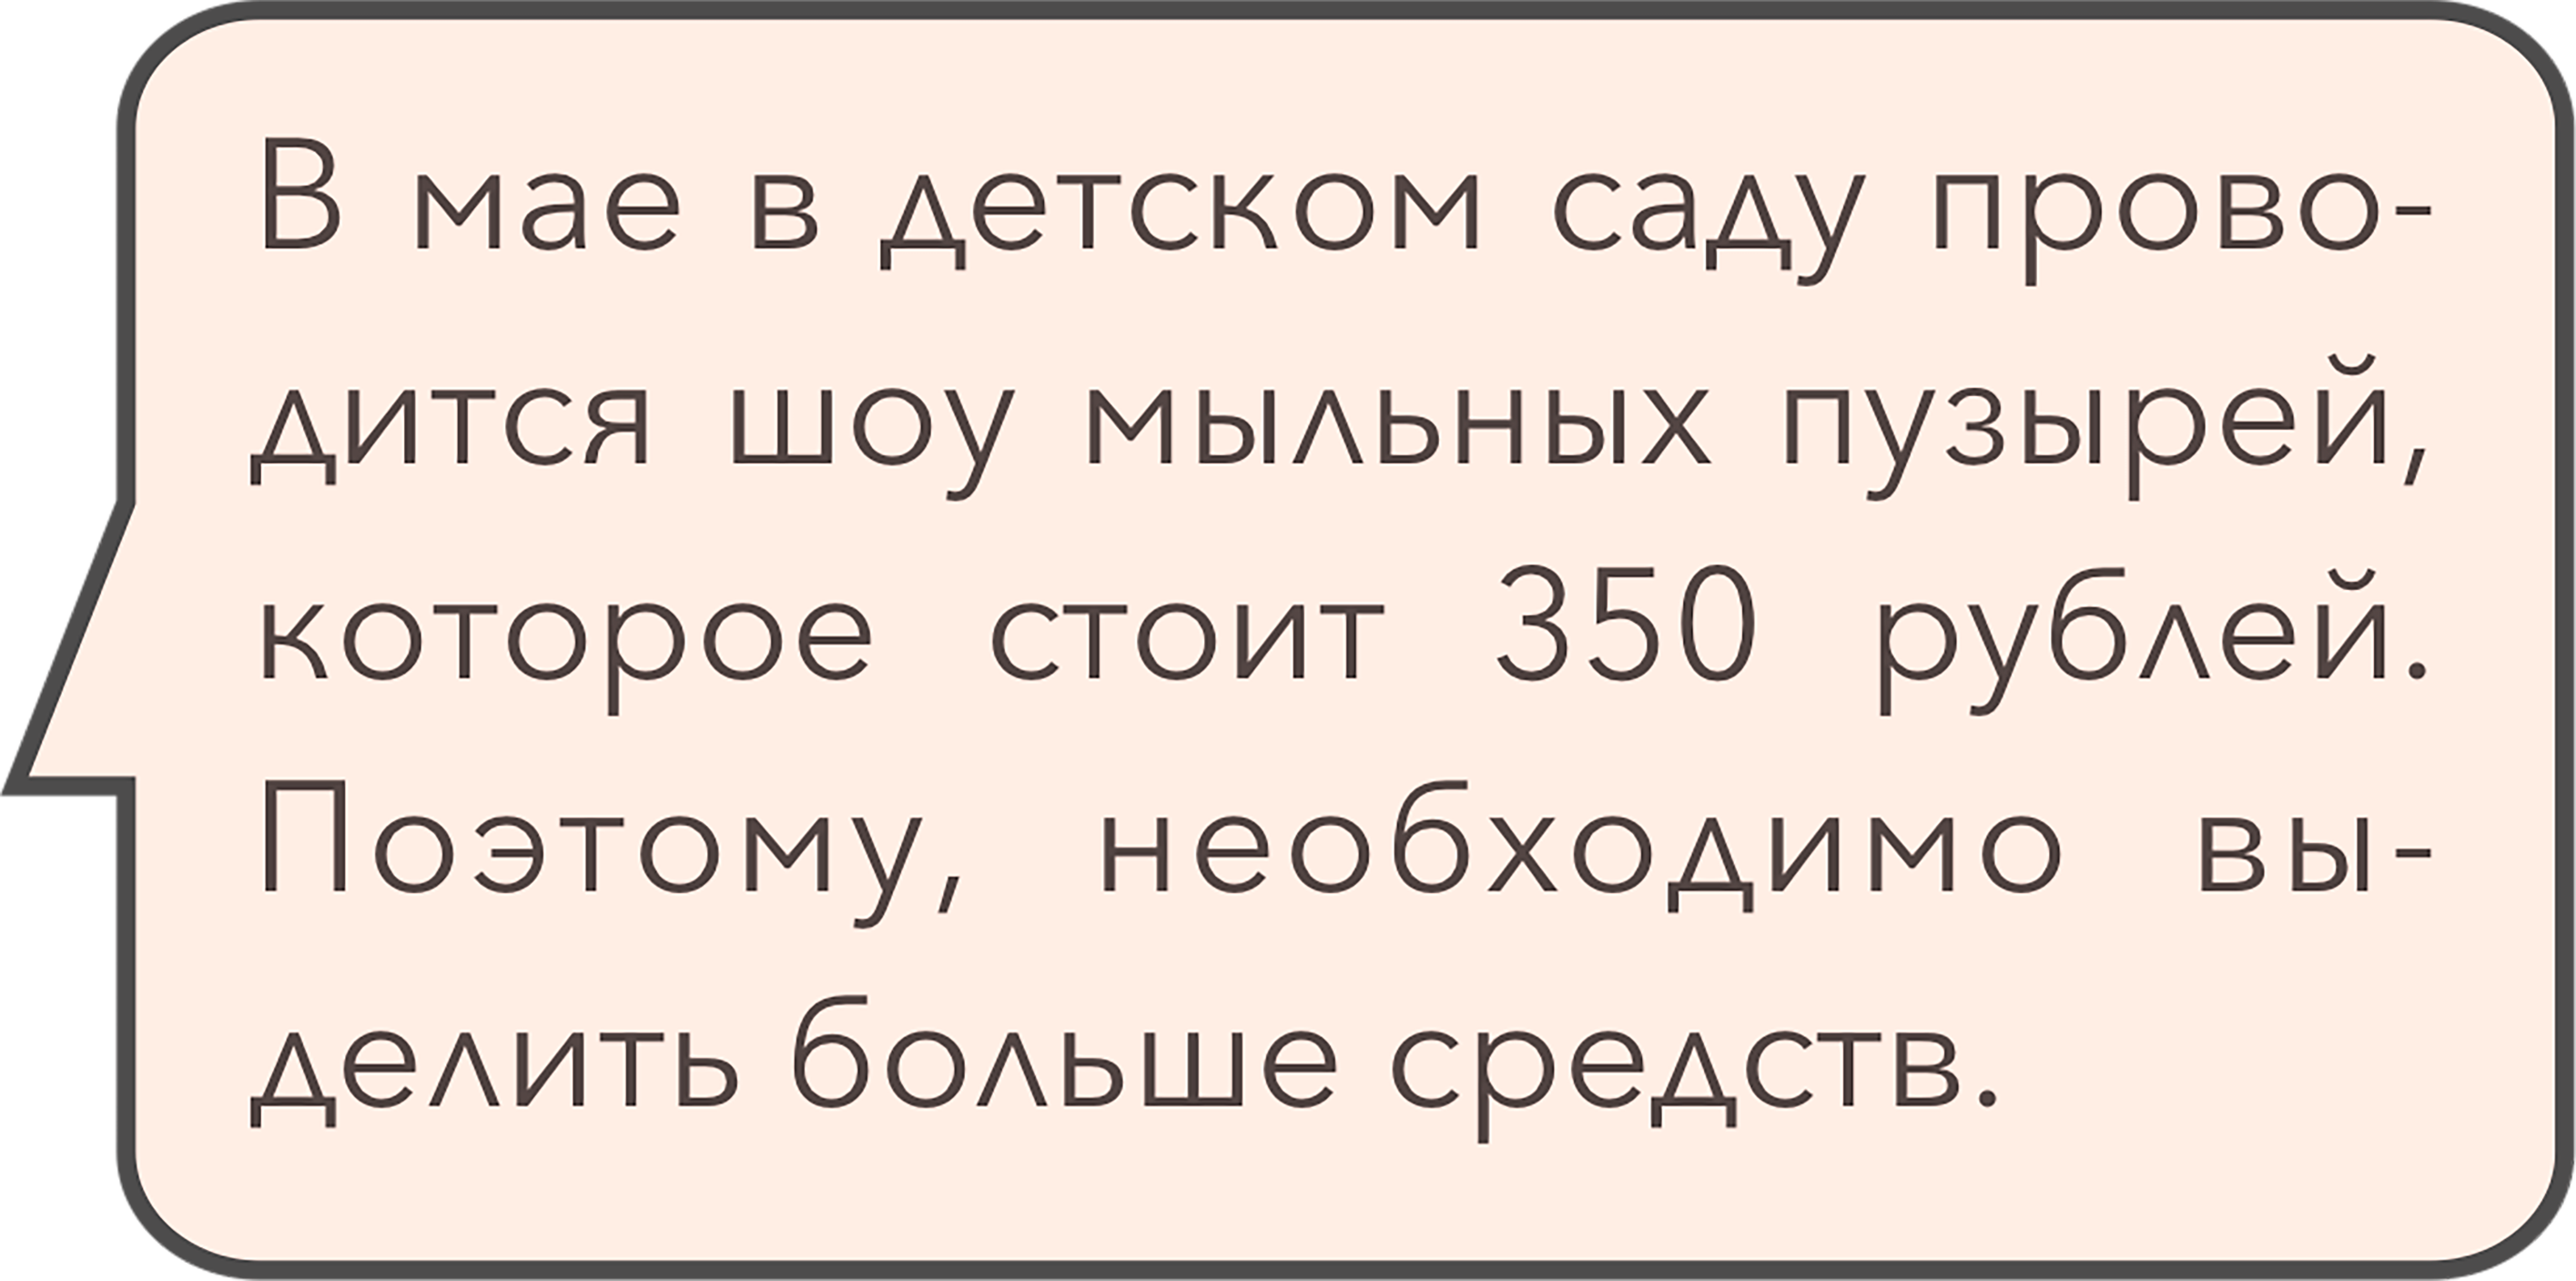 В мае в детском саду прово-
дится шоу мыльных пузырей,
которое стоит 350 рублей.
Поэтому, необходимо вы-
делить больше средств.